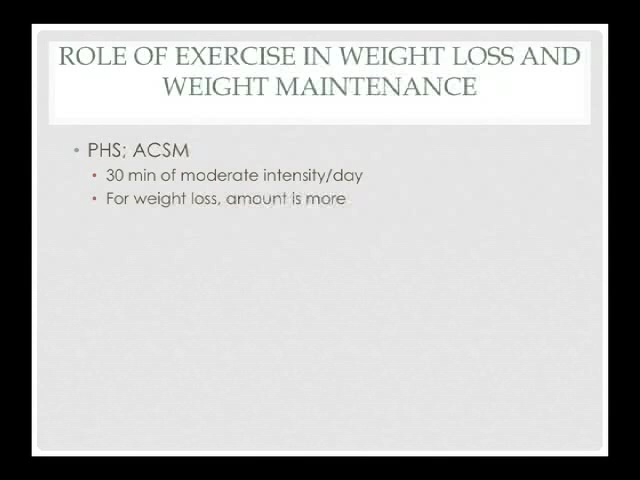 ROLE OF EXERCISE IN WEIGHT LOSS AND
WEIGHT MAINTENANCE
• PHS; ACSM
• 30 min of moderate intensity/day
• For weight loss, amount is more